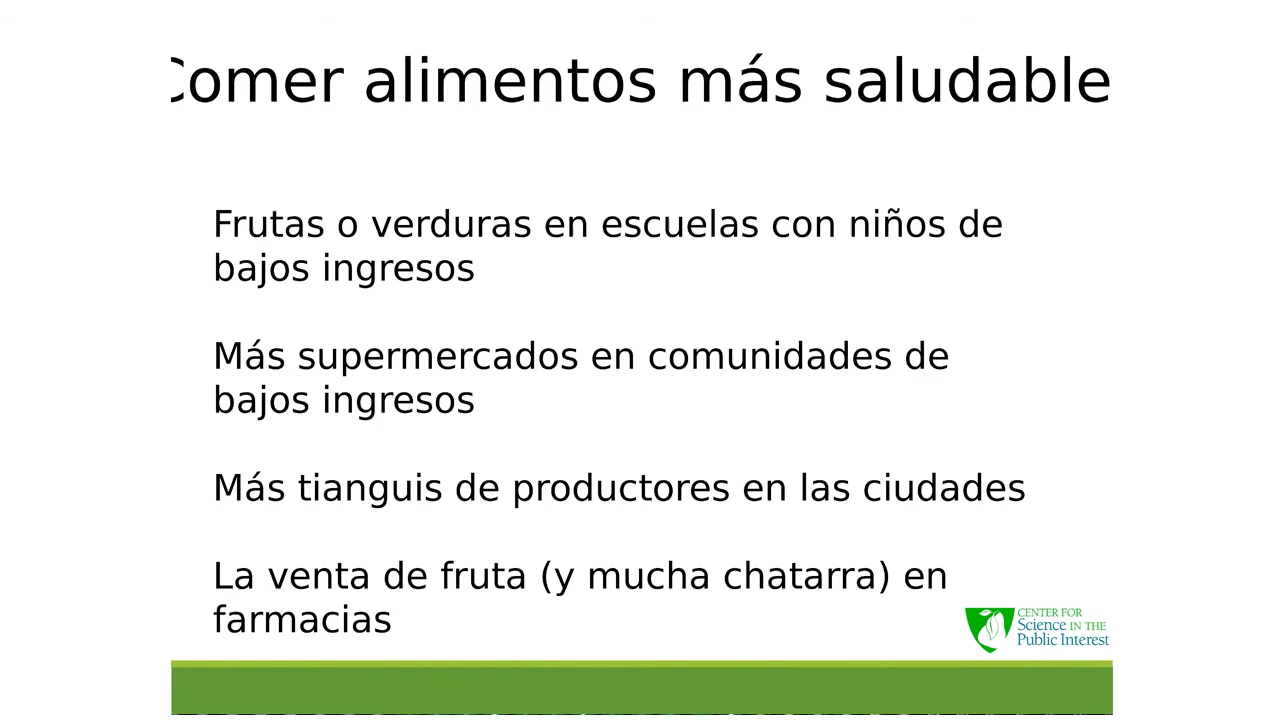 Comer alimentos más saludable
Frutas o verduras en escuelas con niños de
bajos ingresos
Más supermercados en comunidades de
bajos ingresos
Más tianguis de productores en las ciudades
La venta de fruta (y mucha chatarra) en
farmacias
CENTER FOR
Science IN THE
Public Interest